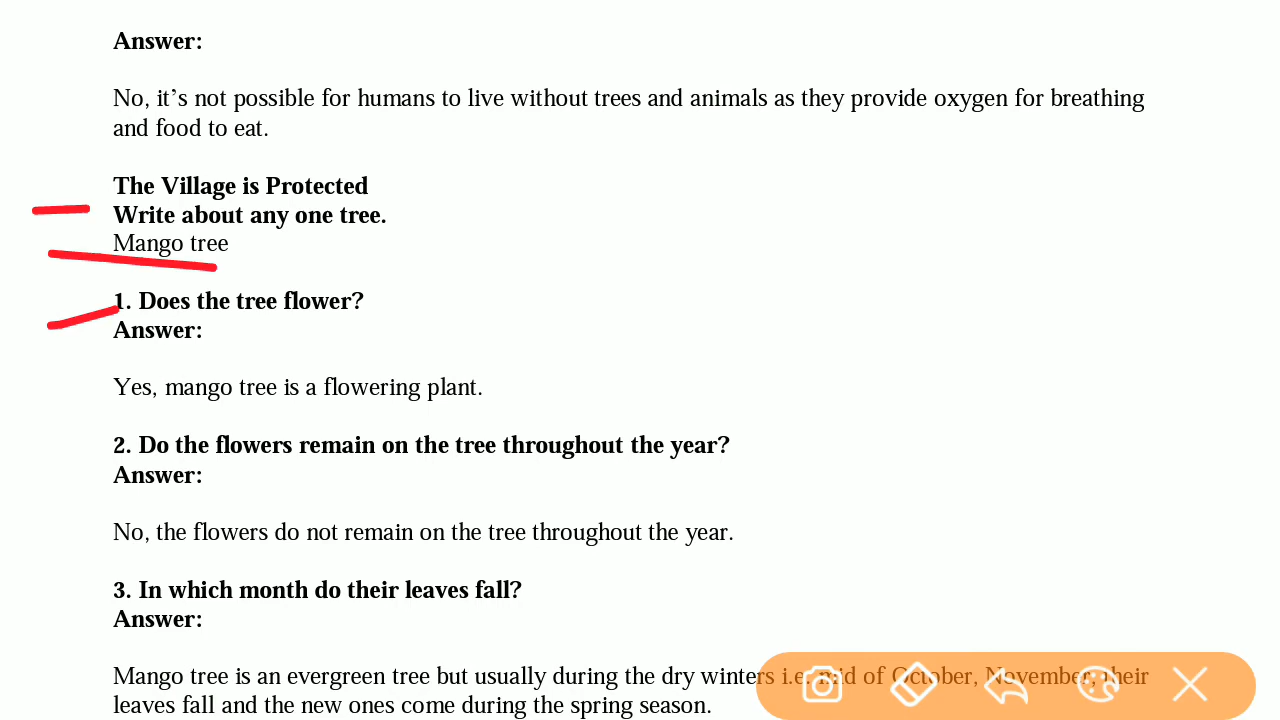 Answer:
No, it’s not possible for humans to live without trees and animals as they provide oxygen for breathing
and food to eat.
The Village is Protected
Write about any one tree.
Mango tree
1. Does the tree flower?
Answer:
Yes, mango tree is a flowering plant.
2. Do the flowers remain on the tree throughout the year?
Answer:
No, the flowers do not remain on the tree throughout the year.
3. In which month do their leaves fall?
Answer:
Mango tree is an evergreen tree but usually during the dry winters i.e. mid of October, November, their
leaves fall and the new ones come during the spring season.